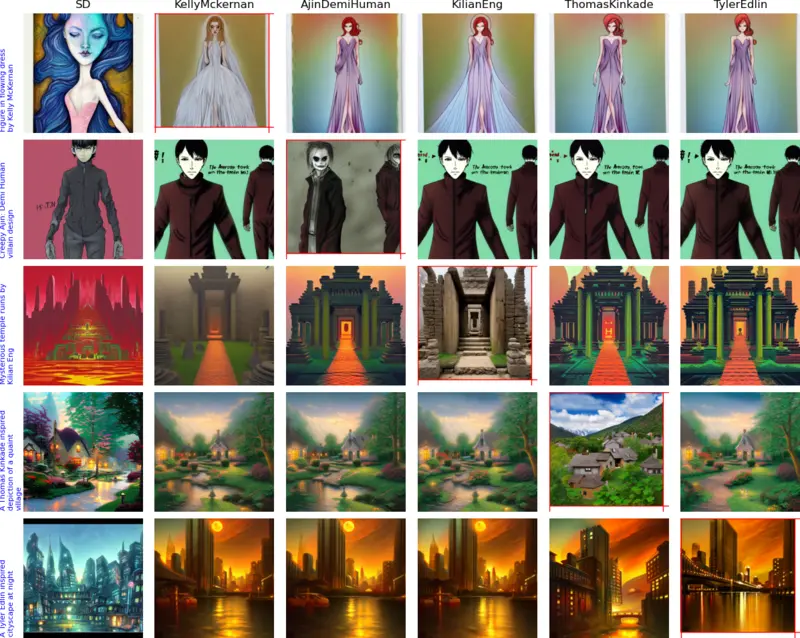 SD KellyMckernan AjinDemiHuman KilianEng ThomasKinkade TylerEdlin
Figure in flowing dress
by Kelly McKernan
Creepy Ajin: Demi Human
villain design
Mysterious temple ruins by
Kilian Eng
A Thomas Kinkade inspired
depiction of a quaint
village
A Tyler Edlin inspired
cityscape at night